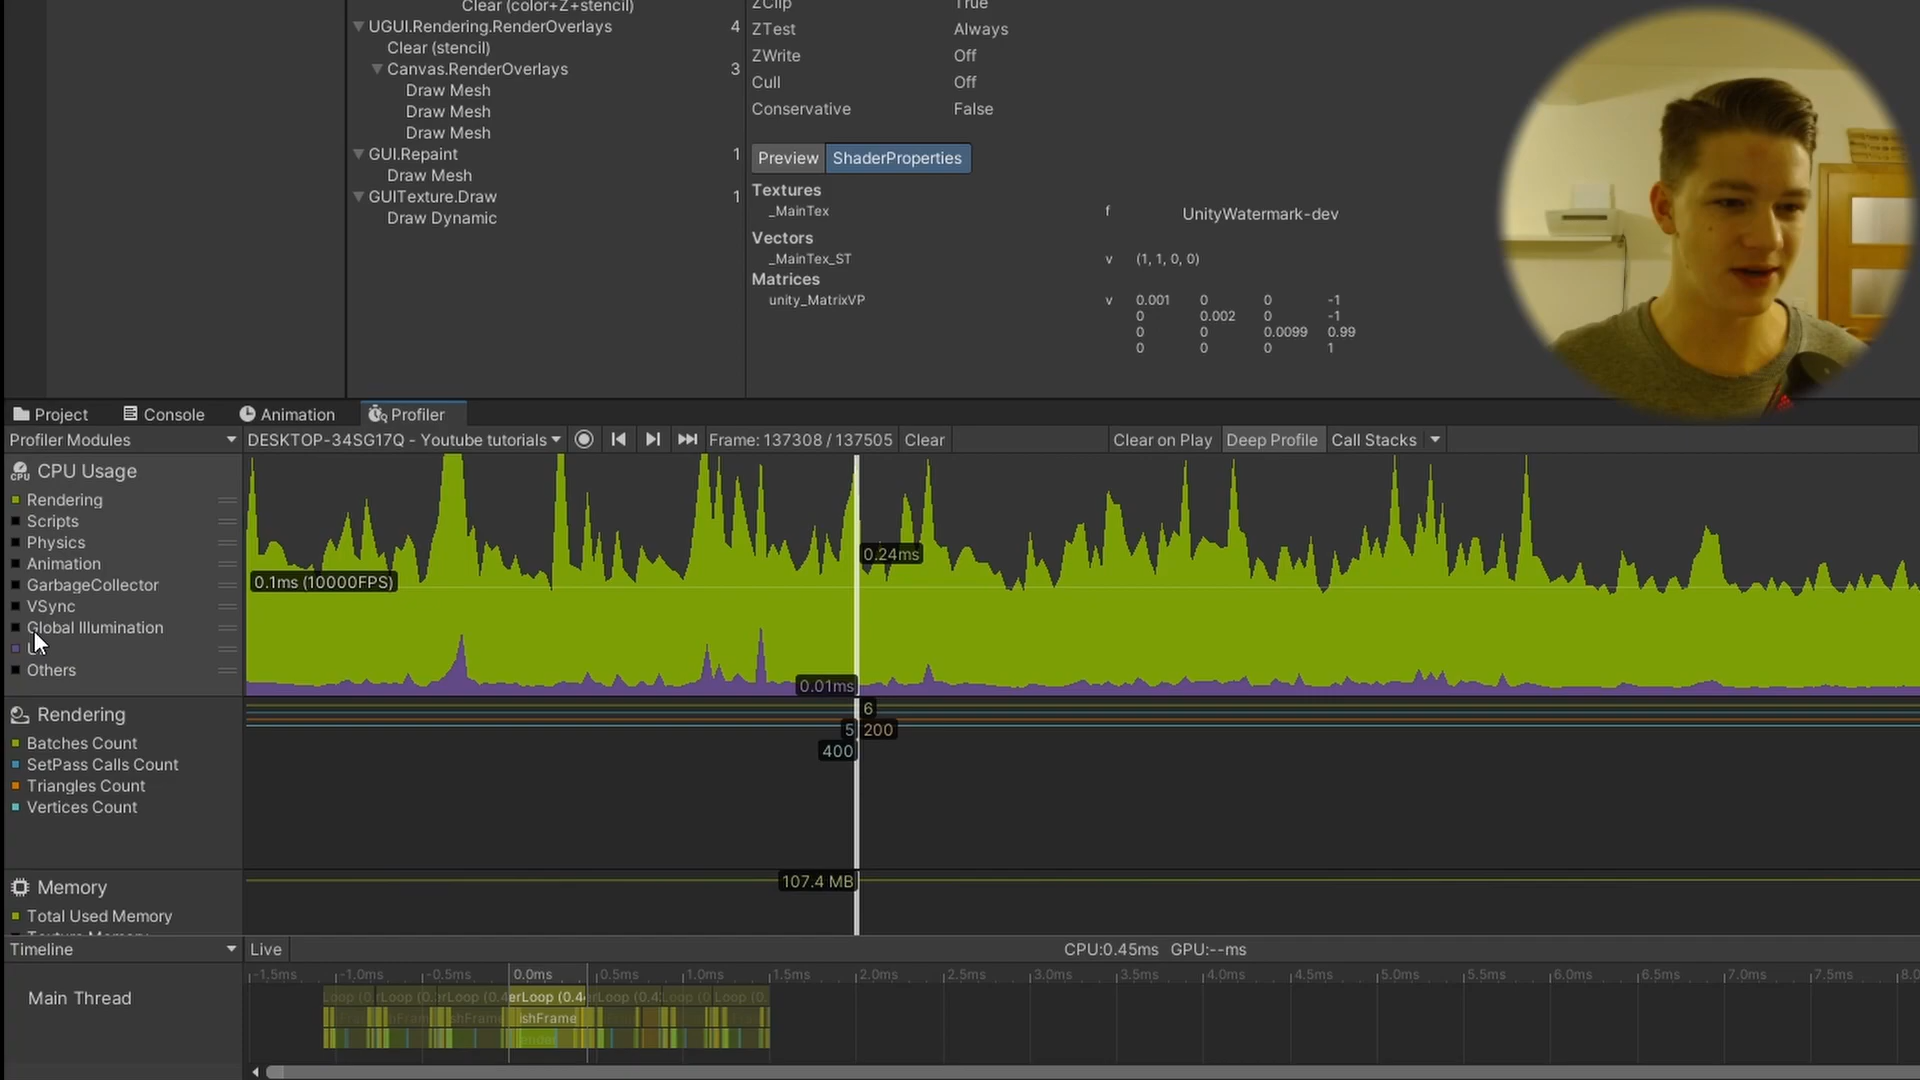 Clear (color+Z+stencil)
UGUI.Rendering.RenderOverlays 4
Clear (stencil)
Canvas.RenderOverlays 3
Draw Mesh
Draw Mesh
Draw Mesh
GUI.Repaint 1
Draw Mesh
GUITexture.Draw 1
Draw Dynamic
ZClip True
ZTest Always
ZWrite Off
Cull Off
Conservative False
Preview ShaderProperties
Textures
_MainTex f UnityWatermark-dev
Vectors
_MainTex_ST v (1, 1, 0, 0)
Matrices
unity_MatrixVP v 0.001 0 0 -1
0 0.002 0 -1
0 0 0.0099 0.99
0 0 0 1
Project Console Animation Profiler
Profiler Modules DESKTOP-34SG17Q - Youtube tutorials Frame: 137308 / 137505 Clear Clear on Play Deep Profile Call Stacks
CPU Usage
Rendering
Scripts
Physics
Animation
GarbageCollector
VSync
Global Illumination
Others
0.24ms
0.1ms (10000FPS)
0.01ms
Rendering
Batches Count
SetPass Calls Count
Triangles Count
Vertices Count
6
5 200
400
Memory
Total Used Memory
107.4 MB
Timeline Live CPU:0.45ms GPU:--ms
-1.5ms -1.0ms -0.5ms 0.0ms 0.5ms 1.0ms 1.5ms 2.0ms 2.5ms 3.0ms 3.5ms 4.0ms 4.5ms 5.0ms 5.5ms 6.0ms 6.5ms 7.0ms 7.5ms 8.0
Main Thread
erLoop (0.4
ishFrame